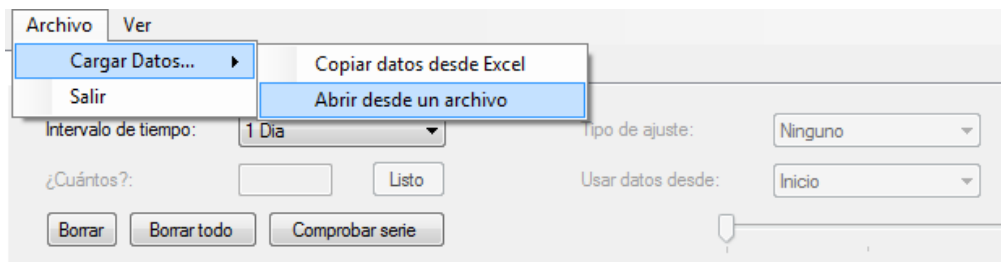 Archivo Ver
Cargar Datos... Copiar datos desde Excel
Salir Abrir desde un archivo
Intervalo de tiempo: 1 Dia Tipo de ajuste: Ninguno
¿Cuántos?: Listo Usar datos desde: Inicio
Borrar Borrar todo Comprobar serie